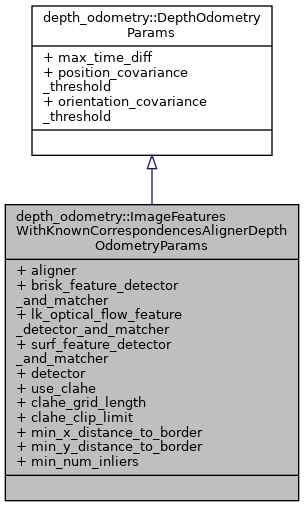 depth_odometry::DepthOdometry
Params
+ max_time_diff
+ position_covariance
_threshold
+ orientation_covariance
_threshold
depth_odometry::ImageFeatures
WithKnownCorrespondencesAlignerDepth
OdometryParams
+ aligner
+ brisk_feature_detector
_and_matcher
+ lk_optical_flow_feature
_detector_and_matcher
+ surf_feature_detector
_and_matcher
+ detector
+ use_clahe
+ clahe_grid_length
+ clahe_clip_limit
+ min_x_distance_to_border
+ min_y_distance_to_border
+ min_num_inliers